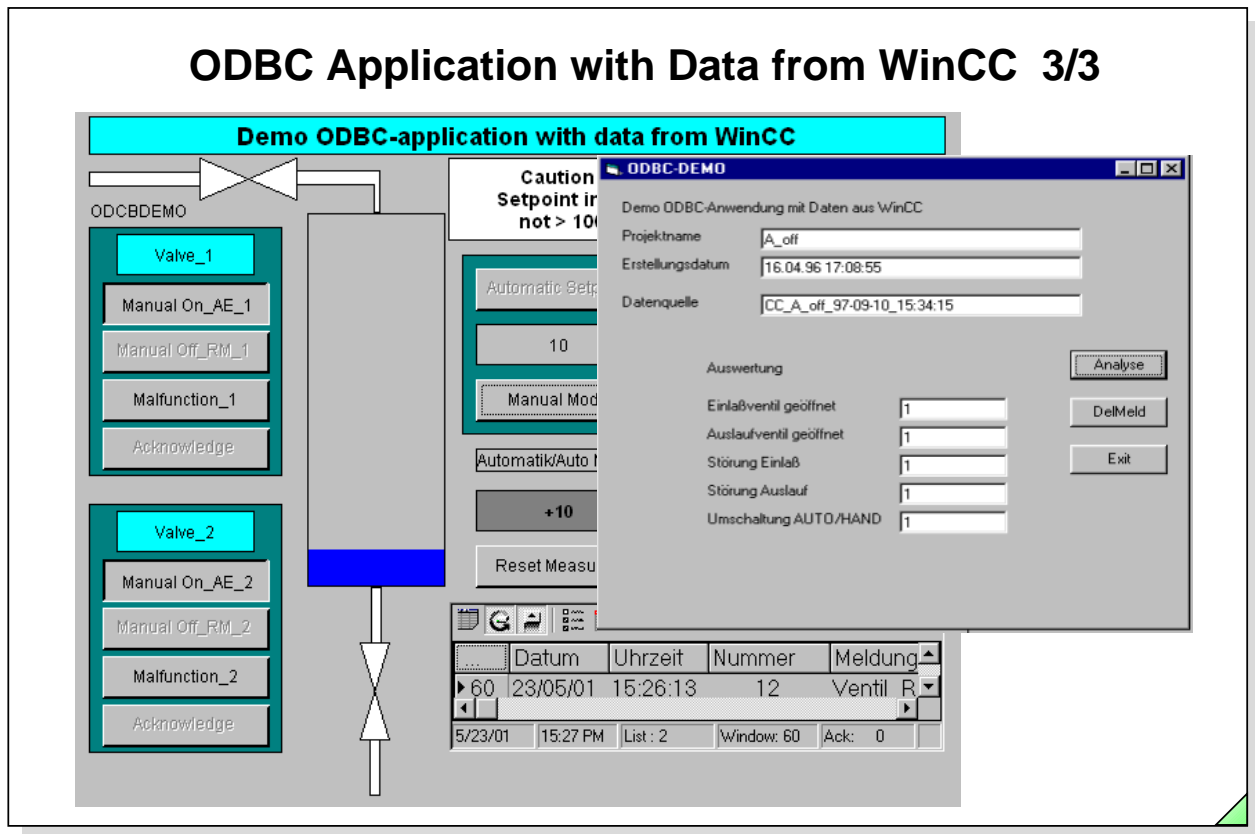 ODBC Application with Data from WinCC 3/3
Demo ODBC-application with data from WinCC
ODCBDEMO
Valve_1
Manual On_AE_1
Manual Off_RM_1
Malfunction_1
Acknowledge
Valve_2
Manual On_AE_2
Manual Off_RM_2
Malfunction_2
Acknowledge
Caution
Setpoint in
not > 10
Automatic Setp
10
Manual Mod
Automatik/Auto
+10
Reset Measu
... Datum Uhrzeit Nummer Meldung
60 23/05/01 15:26:13 12 Ventil R
5/23/01 15:27 PM List : 2 Window: 60 Ack: 0
ODBC-DEMO
Demo ODBC-Anwendung mit Daten aus WinCC
Projektname A_off
Erstellungsdatum 16.04.96 17:08:55
Datenquelle CC_A_off_97-09-10_15:34:15
Auswertung
Einlaßventil geöffnet 1
Auslaufventil geöffnet 1
Störung Einlaß 1
Störung Auslauf 1
Umschaltung AUTO/HAND 1
Analyse
DelMeld
Exit